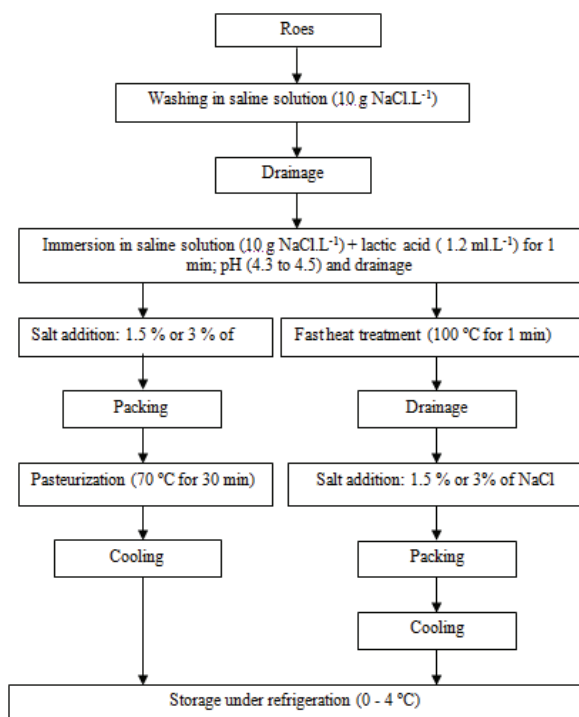 Roes
Washing in saline solution (10 g NaCl.L⁻¹)
Drainage
Immersion in saline solution (10 g NaCl.L⁻¹) + lactic acid ( 1.2 ml.L⁻¹) for 1
min; pH (4.3 to 4.5) and drainage
Salt addition: 1.5 % or 3 % of
Fast heat treatment (100 ºC for 1 min)
Packing
Drainage
Pasteurization (70 ºC for 30 min)
Salt addition: 1.5 % or 3% of NaCl
Cooling
Packing
Cooling
Storage under refrigeration (0 - 4 ºC)